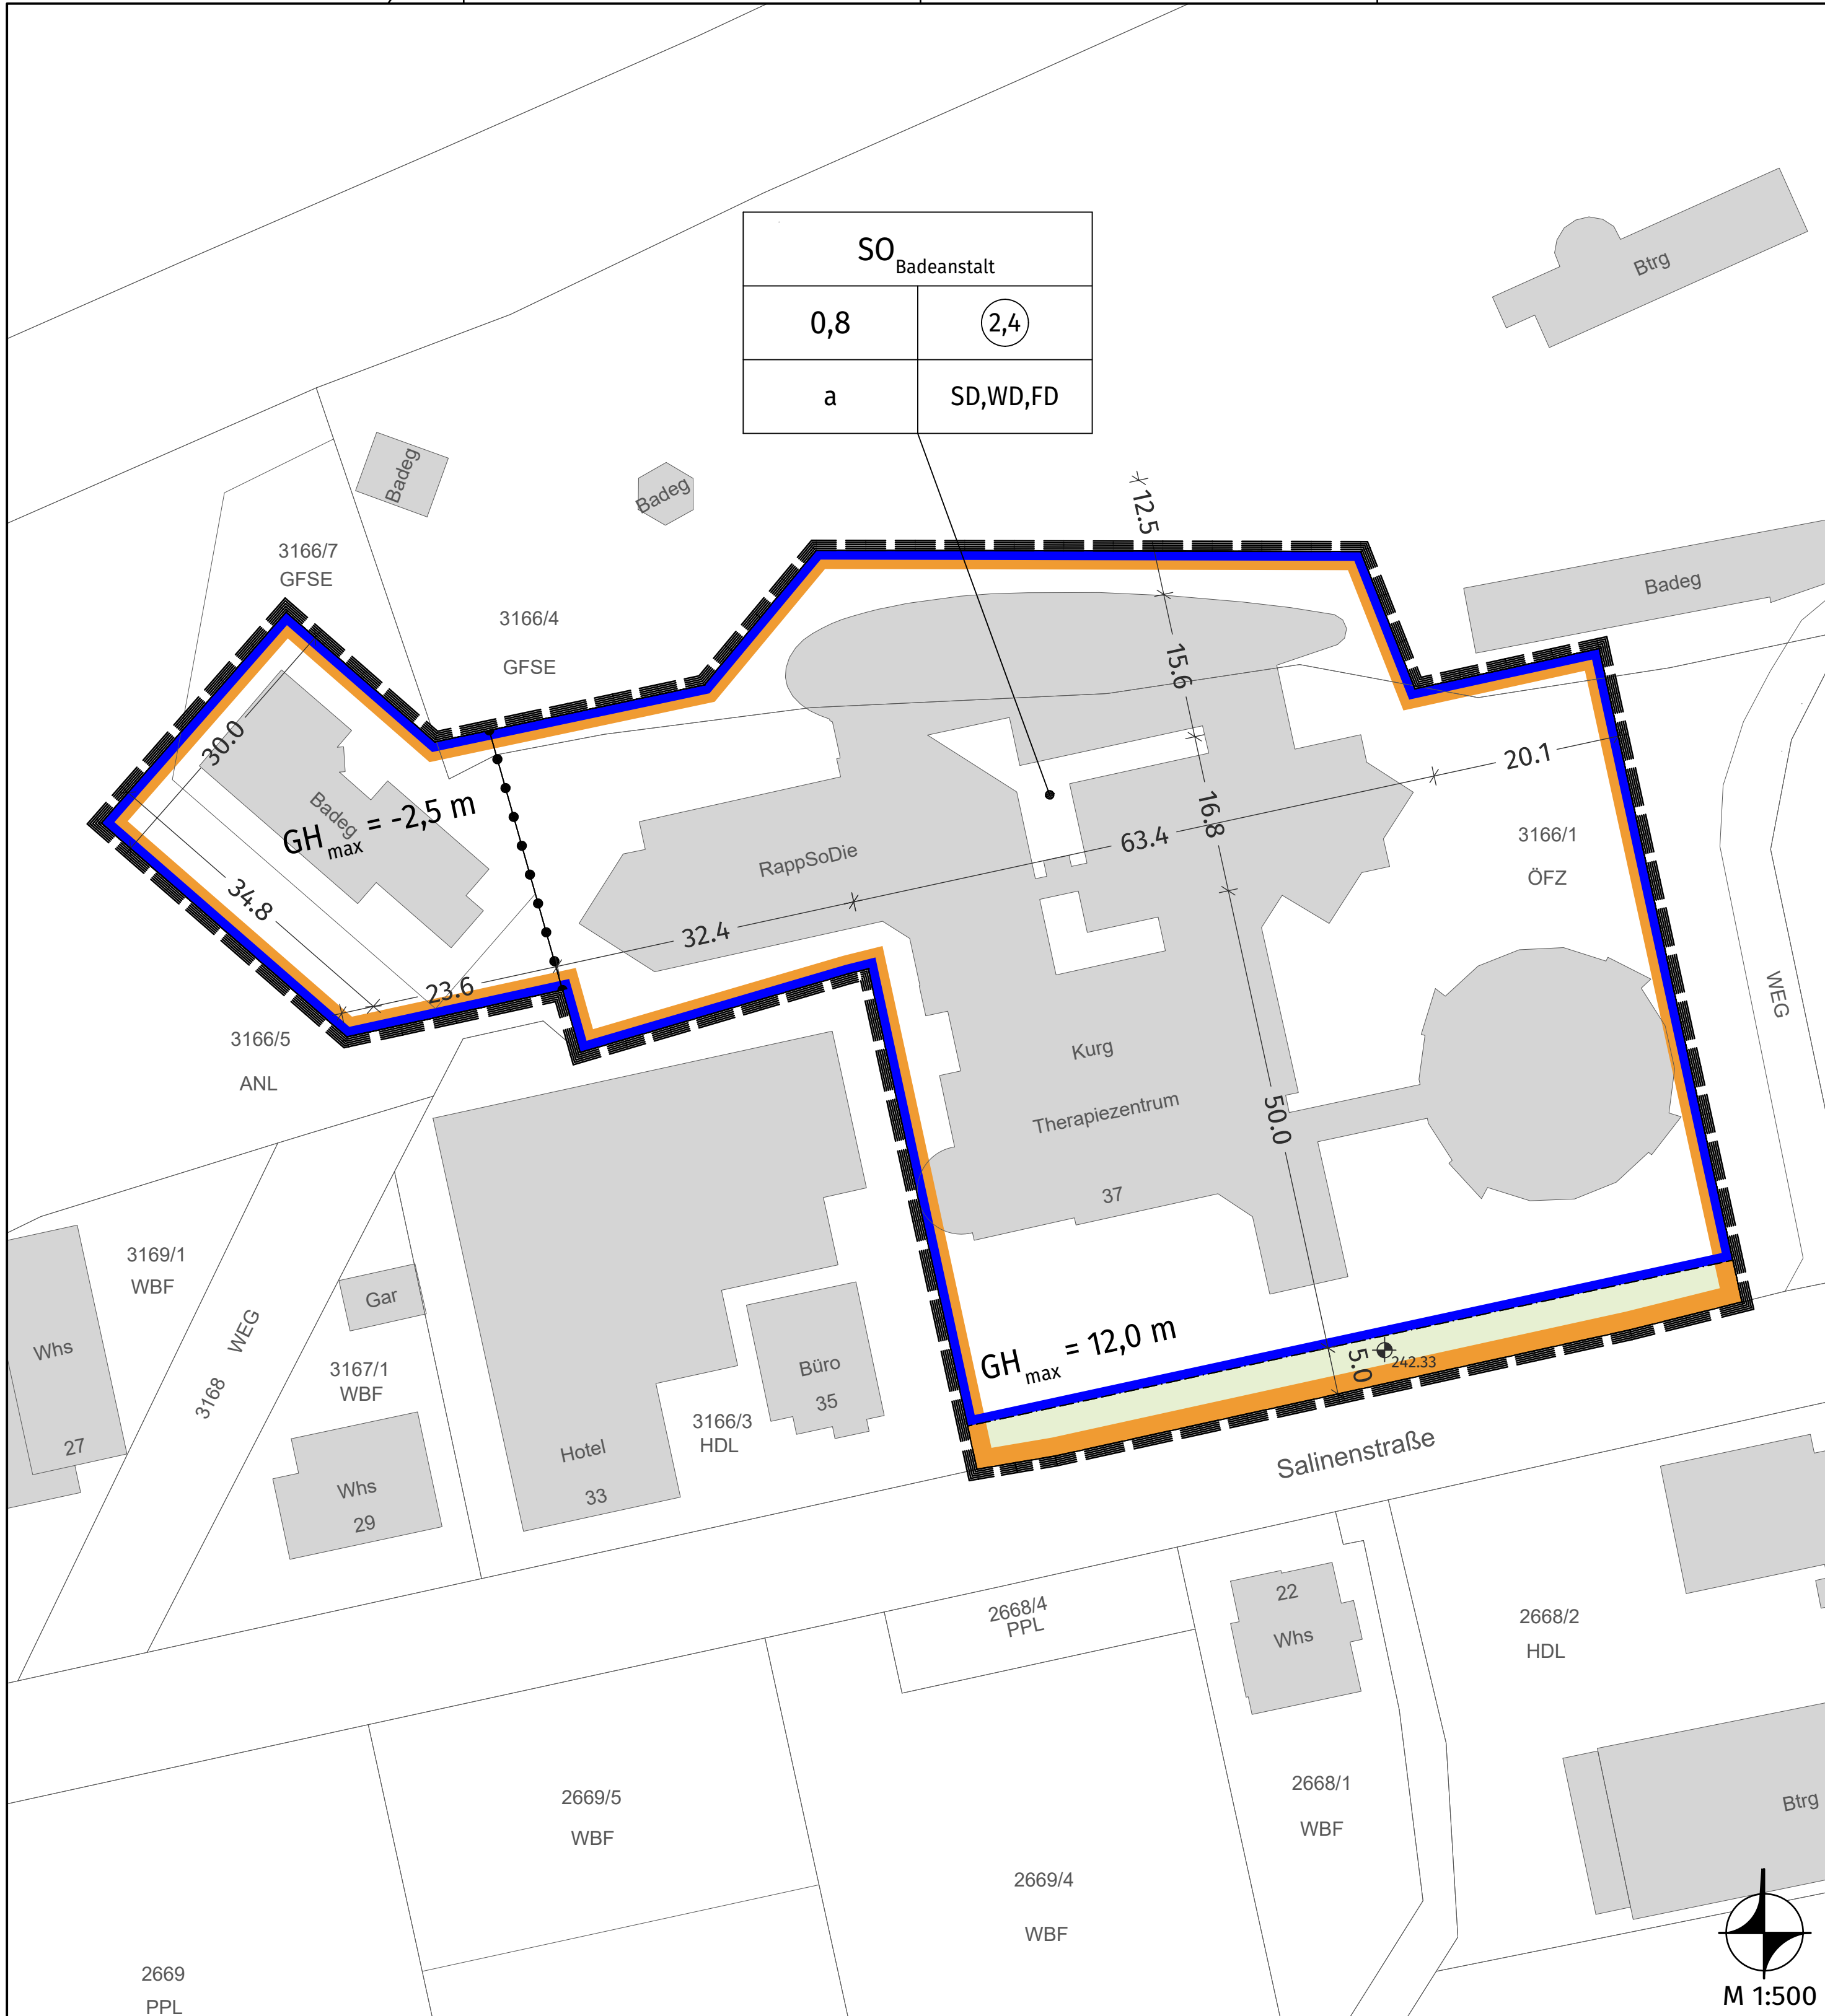 SO Badeanstalt
0,8
2,4
a
SD,WD,FD
Btrg
Badeg
Badeg
12.5
3166/7
GFSE
Badeg
3166/4
GFSE
15.6
30.0
20.1
Badeg
GH max = -2,5 m
16.8
63.4
3166/1
ÖFZ
RappSoDie
34.8
32.4
23.6
WEG
3166/5
ANL
Kurg
Therapiezentrum
50.0
37
3169/1
WBF
Gar
WEG
3168
Whs
27
3167/1
WBF
Whs
29
Hotel
33
3166/3
HDL
Büro
35
GH max = 12,0 m
5.0
242.33
Salinenstraße
2668/4
PPL
22
Whs
2668/2
HDL
2669/5
WBF
2668/1
WBF
Btrg
2669/4
WBF
2669
PPL
M 1:500